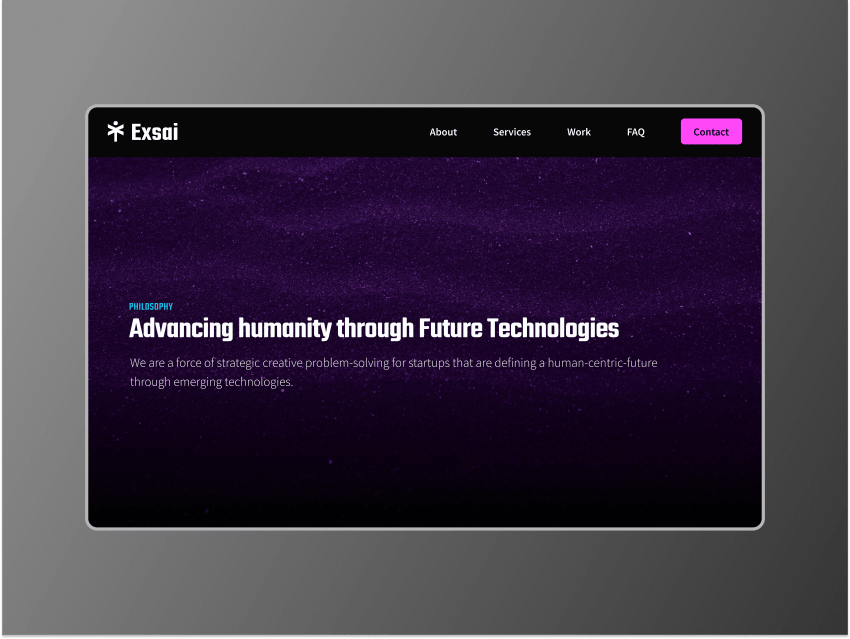 Exsai
About Services Work FAQ Contact
PHILOSOPHY
Advancing humanity through Future Technologies
We are a force of strategic creative problem-solving for startups that are defining a human-centric-future
through emerging technologies.